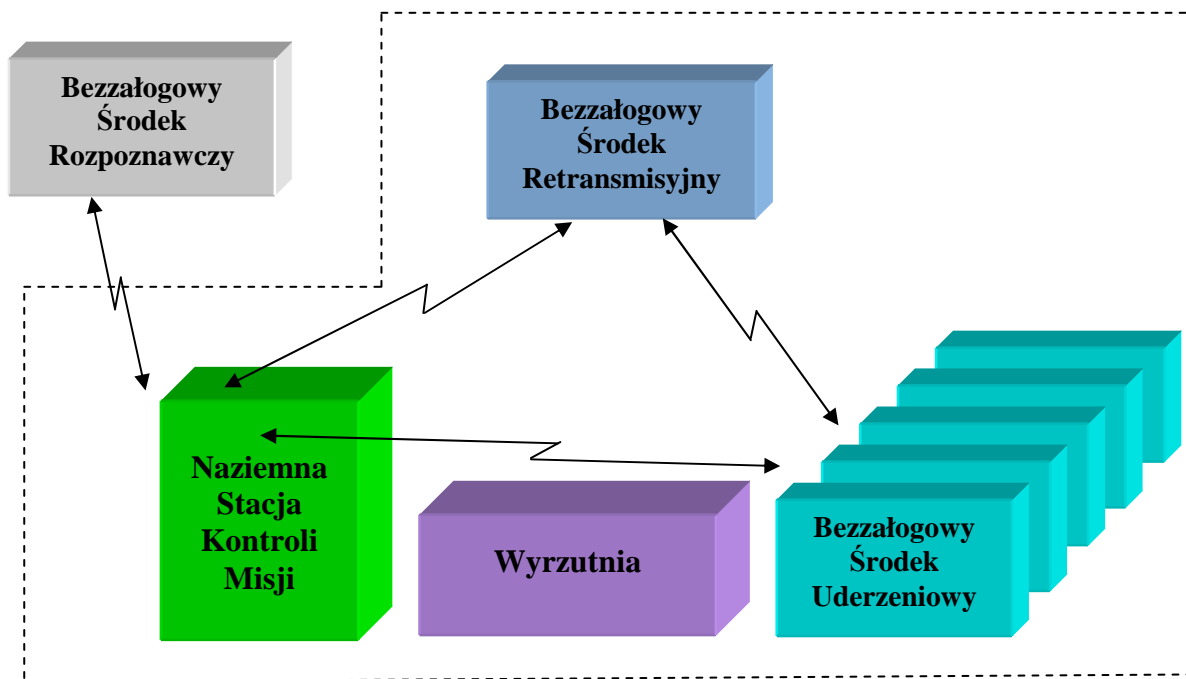 Bezzałogowy
Środek
Rozpoznawczy
Bezzałogowy
Środek
Retransmisyjny
Naziemna
Stacja
Kontroli
Misji
Wyrzutnia
Bezzałogowy
Środek
Uderzeniowy